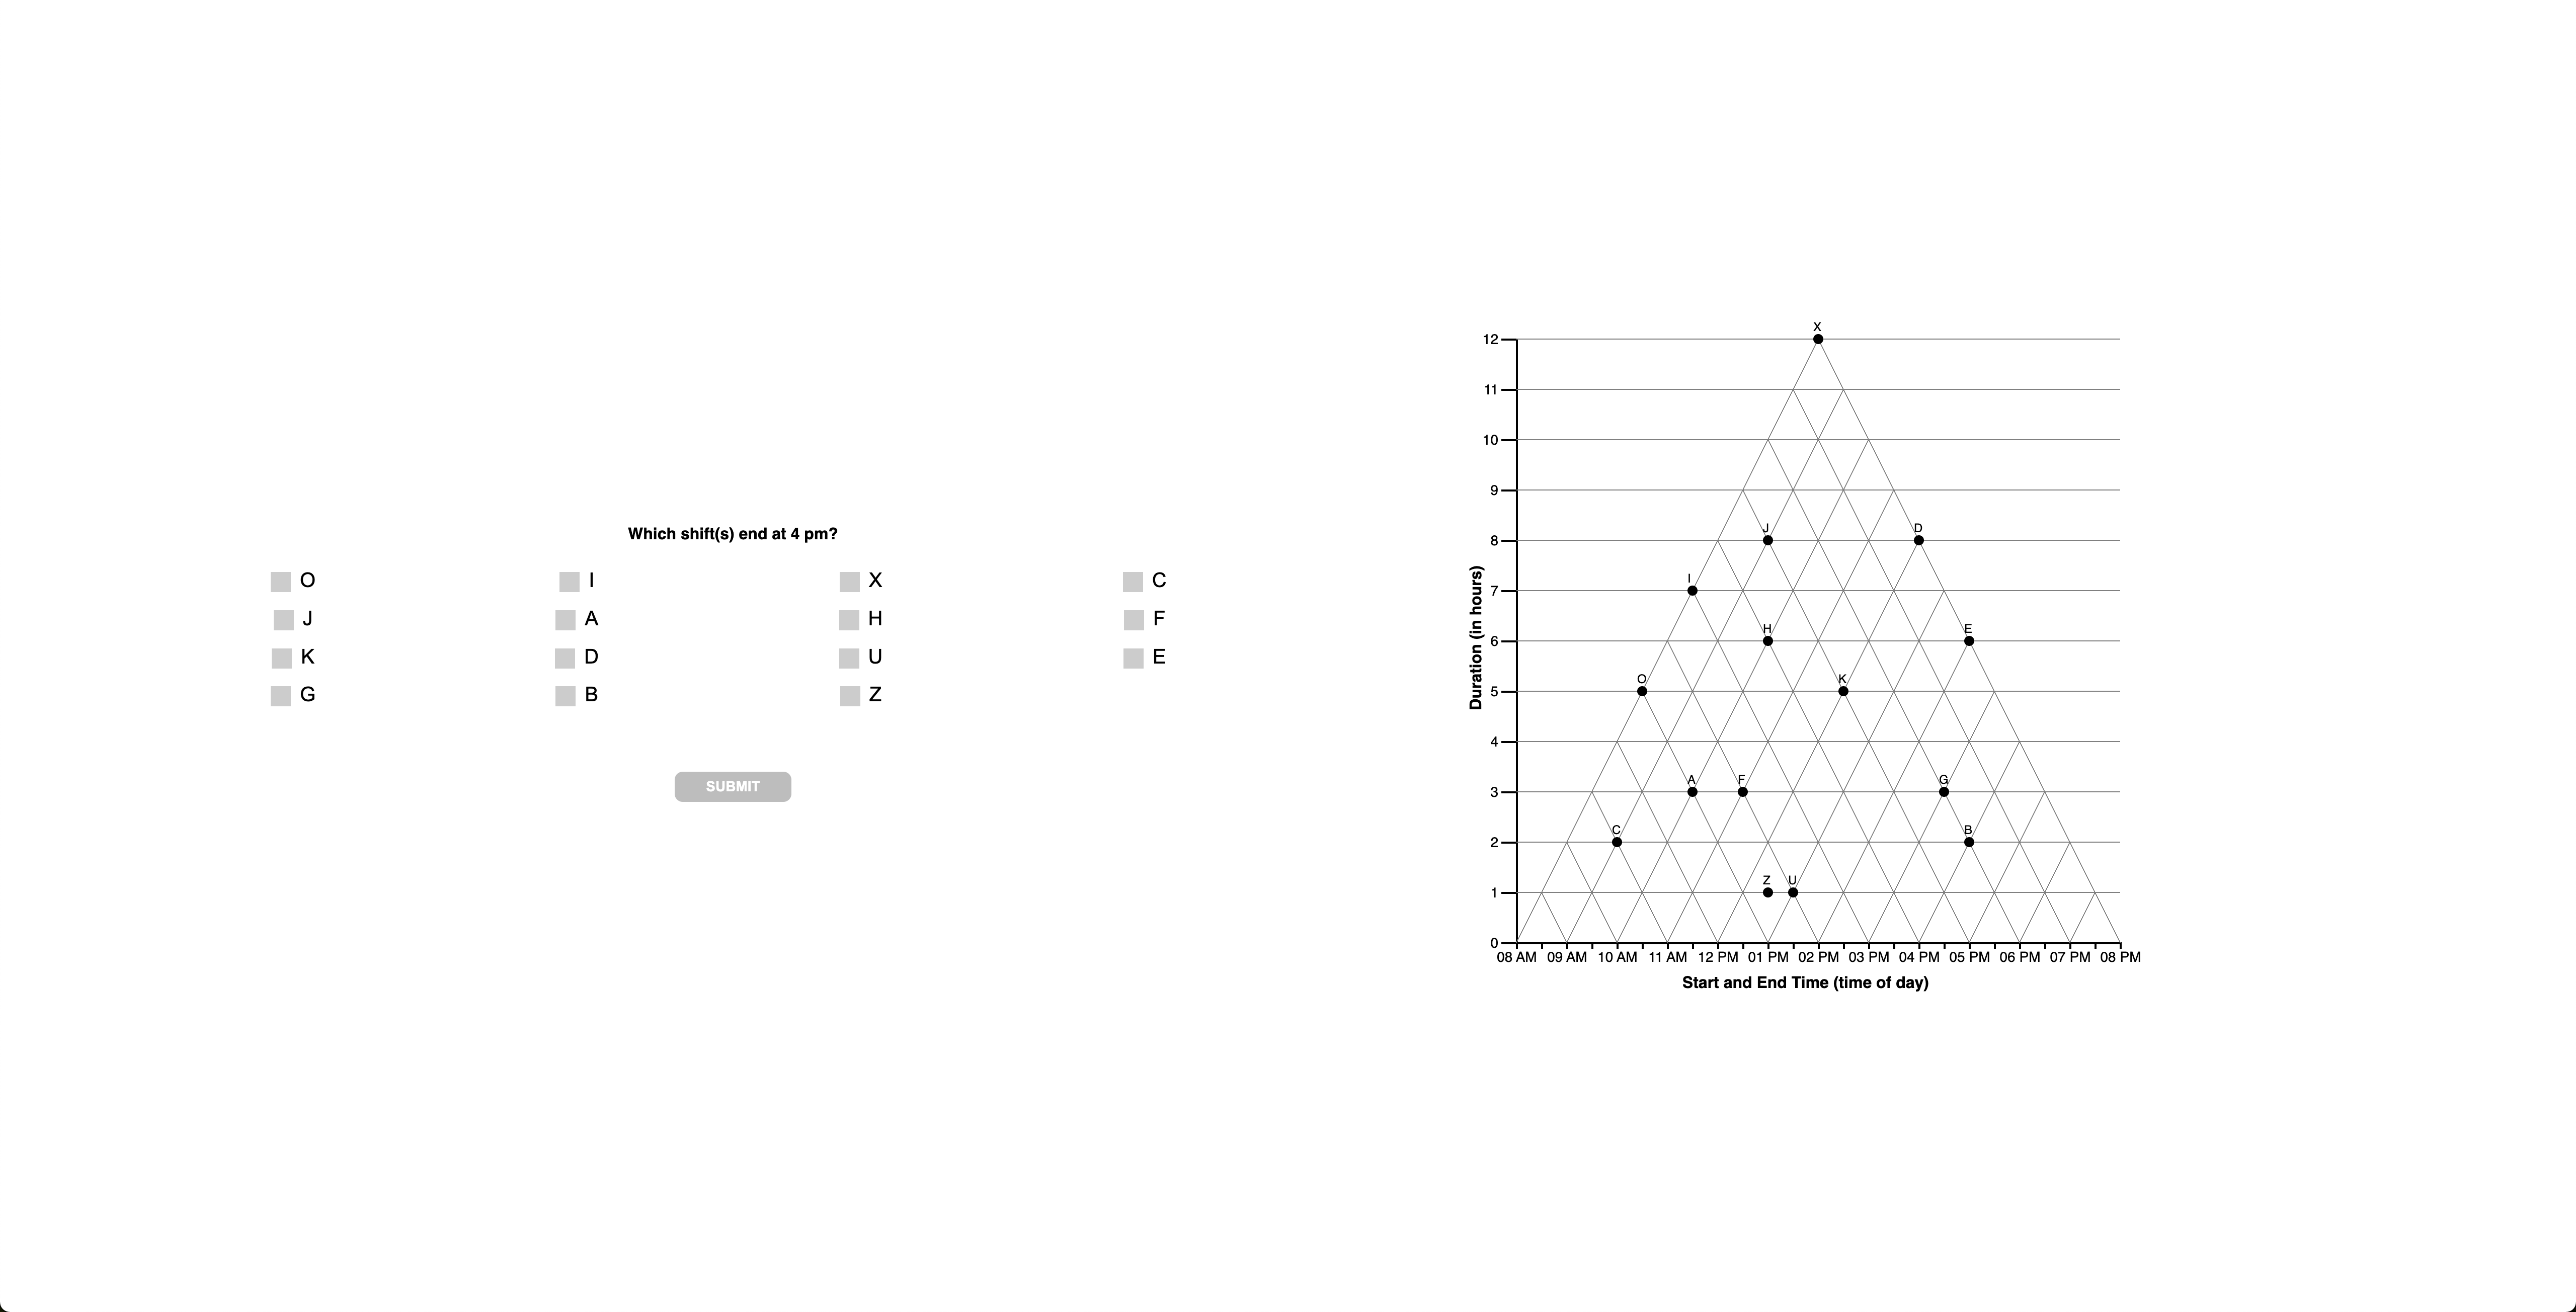 Which shift(s) end at 4 pm?
O I X C
J A H F
K D U E
G B Z
SUBMIT
X
12
11
10
9
J D
8
I
7
H E
6
O K
5
4
A F G
3
C B
2
Z U
1
0
Duration (in hours)
08 AM 09 AM 10 AM 11 AM 12 PM 01 PM 02 PM 03 PM 04 PM 05 PM 06 PM 07 PM 08 PM
Start and End Time (time of day)